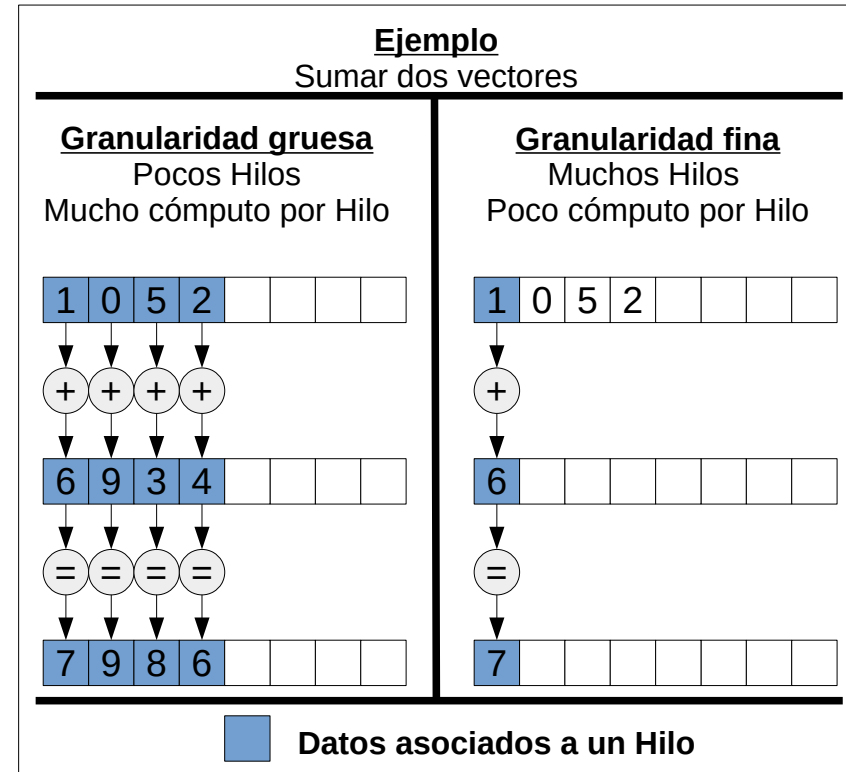 Ejemplo
Sumar dos vectores
Granularidad gruesa
Pocos Hilos
Mucho cómputo por Hilo
1 0 5 2
+ + + +
6 9 3 4
= = = =
7 9 8 6
Granularidad fina
Muchos Hilos
Poco cómputo por Hilo
1 0 5 2
+
6
=
7
Datos asociados a un Hilo